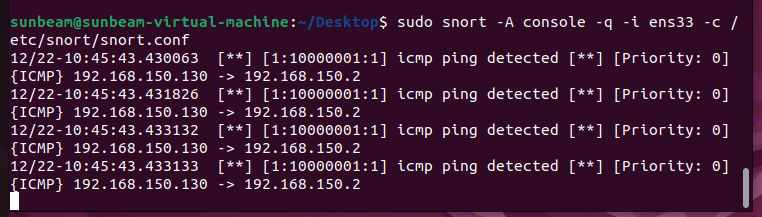 sunbeam@sunbeam-virtual-machine:~/Desktop$ sudo snort -A console -q -i ens33 -c /
etc/snort/snort.conf
12/22-10:45:43.430063  [**] [1:10000001:1] icmp ping detected [**] [Priority: 0]
{ICMP} 192.168.150.130 -> 192.168.150.2
12/22-10:45:43.431826  [**] [1:10000001:1] icmp ping detected [**] [Priority: 0]
{ICMP} 192.168.150.130 -> 192.168.150.2
12/22-10:45:43.433132  [**] [1:10000001:1] icmp ping detected [**] [Priority: 0]
{ICMP} 192.168.150.130 -> 192.168.150.2
12/22-10:45:43.433133  [**] [1:10000001:1] icmp ping detected [**] [Priority: 0]
{ICMP} 192.168.150.130 -> 192.168.150.2